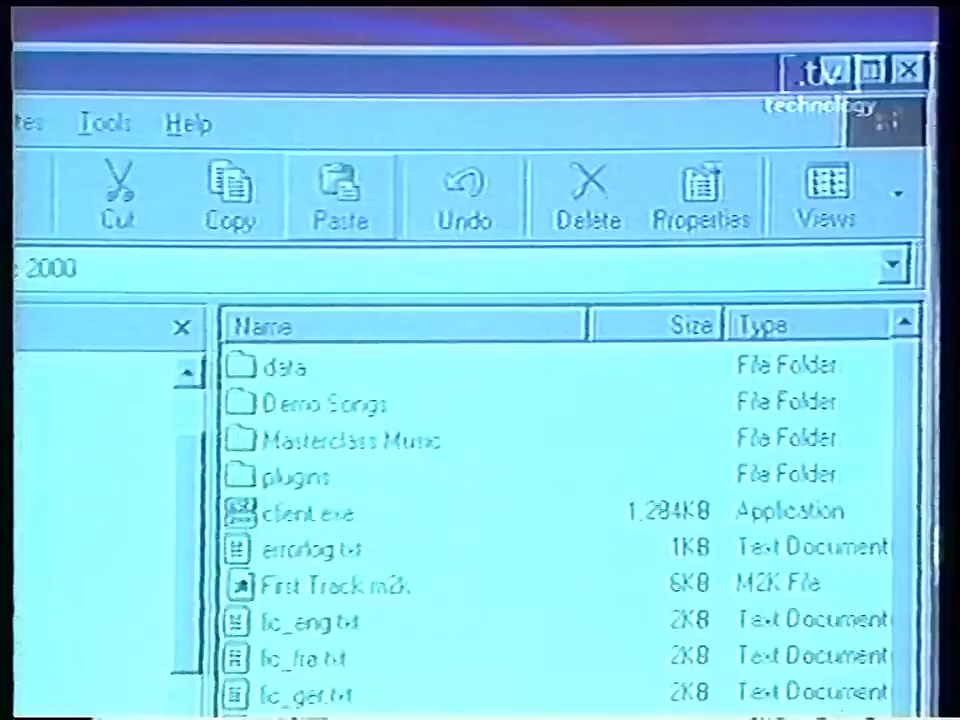 [.tv
technology
tes Tools Help
Cut Copy Paste Undo Delete Properties Views
c 2000
Name Size Type
data File Folder
Demo Songs File Folder
Masterclass Music File Folder
plugins File Folder
client.exe 1,284KB Application
errorlog.txt 1KB Text Document
First Track.m2k 6KB M2K File
lic_eng.txt 2KB Text Document
lic_fra.txt 2KB Text Document
lic_ger.txt 2KB Text Document